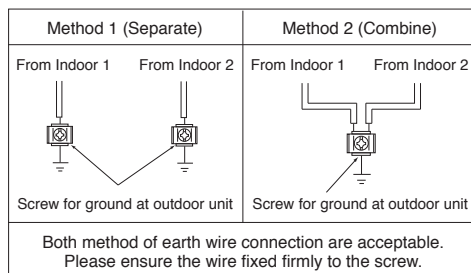 Method 1 (Separate)
Method 2 (Combine)
From Indoor 1
From Indoor 2
From Indoor 1
From Indoor 2
Screw for ground at outdoor unit
Screw for ground at outdoor unit
Both method of earth wire connection are acceptable.
Please ensure the wire fixed firmly to the screw.